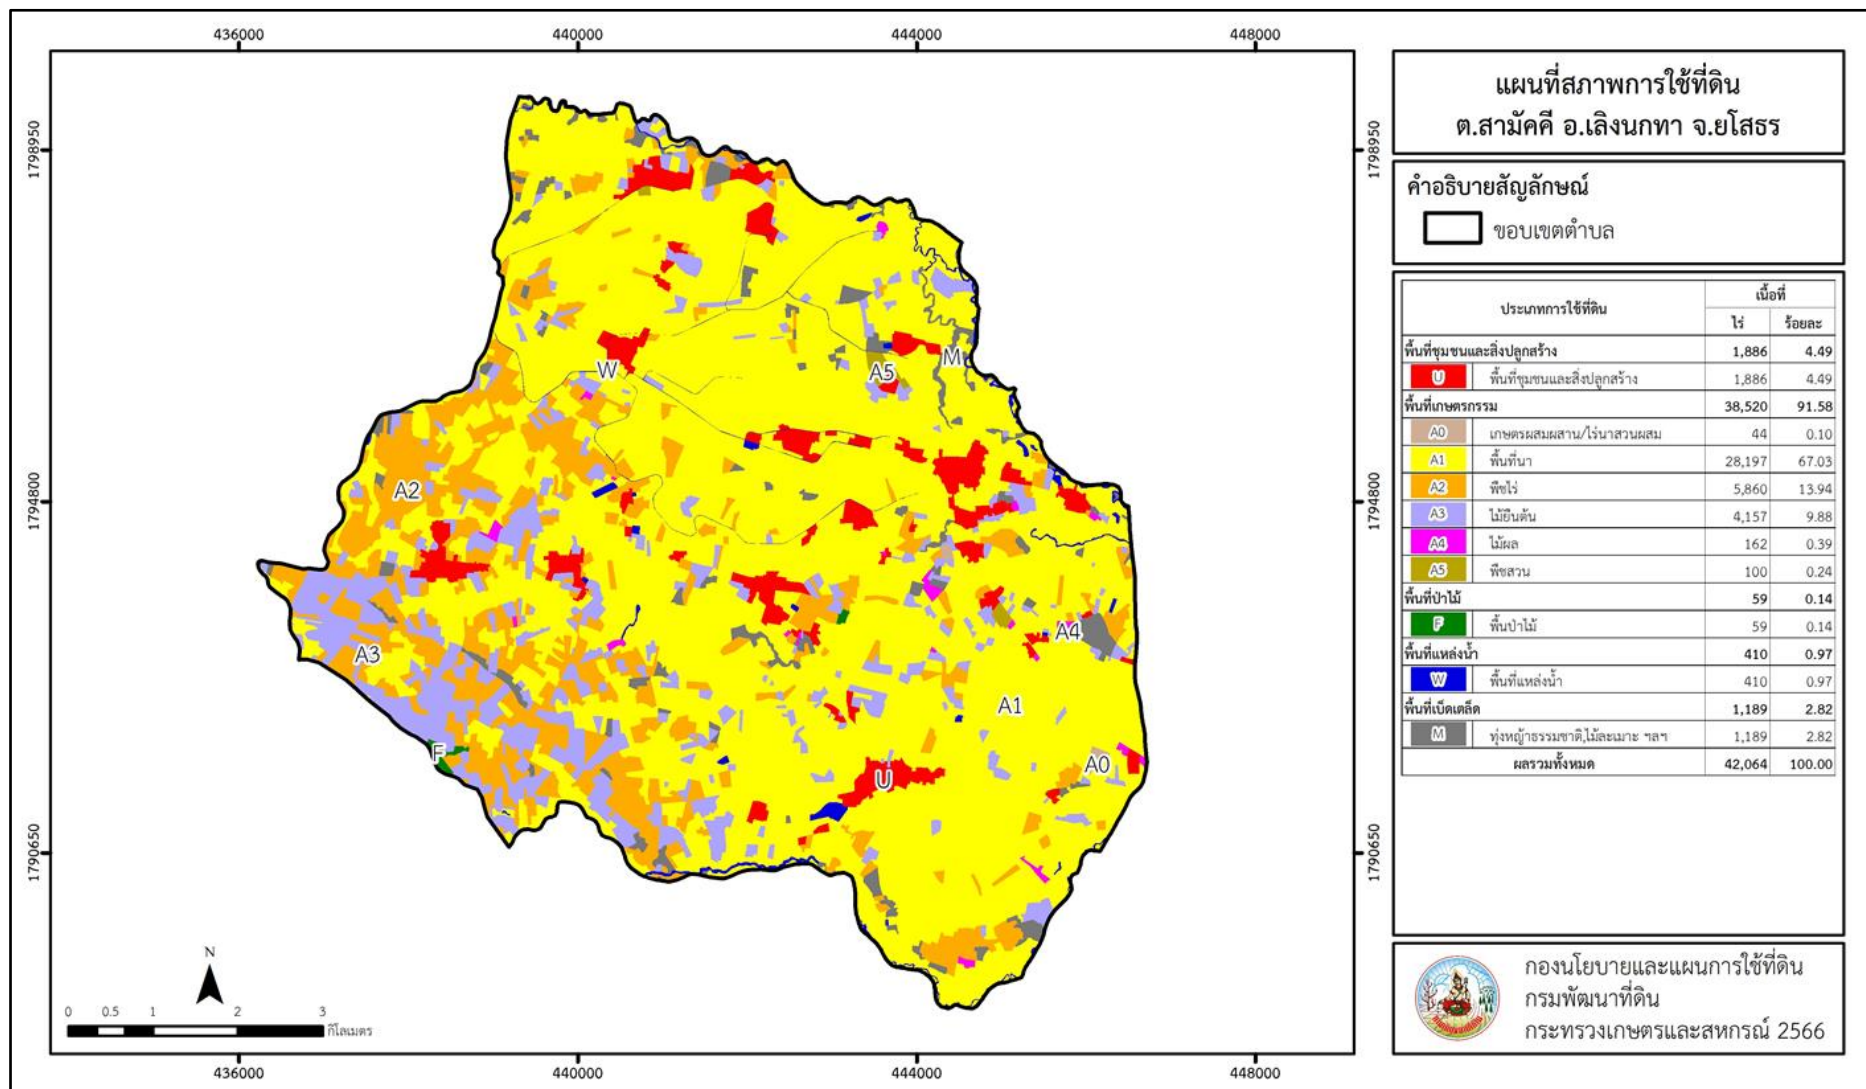 436000 440000 444000 448000
1798950
1794800
1790650
1798950
1794800
1790650
436000 440000 444000 448000
W
A5
M
A2
A3
A4
A1
F
U
A0
N
0 0.5 1 2 3
กิโลเมตร
แผนที่สภาพการใช้ที่ดิน
ต.สามัคคี อ.เลิงนกทา จ.ยโสธร
คำอธิบายสัญลักษณ์
ขอบเขตตำบล
ประเภทการใช้ที่ดิน เนื้อที่
ไร่ ร้อยละ
พื้นที่ชุมชนและสิ่งปลูกสร้าง 1,886 4.49
U พื้นที่ชุมชนและสิ่งปลูกสร้าง 1,886 4.49
พื้นที่เกษตรกรรม 38,520 91.58
A0 เกษตรผสมผสาน/ไร่นาสวนผสม 44 0.10
A1 พื้นที่นา 28,197 67.03
A2 พืชไร่ 5,860 13.94
A3 ไม้ยืนต้น 4,157 9.88
A4 ไม้ผล 162 0.39
A5 พืชสวน 100 0.24
พื้นที่ป่าไม้ 59 0.14
F พื้นป่าไม้ 59 0.14
พื้นที่แหล่งน้ำ 410 0.97
W พื้นที่แหล่งน้ำ 410 0.97
พื้นที่เบ็ดเตล็ด 1,189 2.82
M ทุ่งหญ้าธรรมชาติ,ไม้ละเมาะ ฯลฯ 1,189 2.82
ผลรวมทั้งหมด 42,064 100.00
กองนโยบายและแผนการใช้ที่ดิน
กรมพัฒนาที่ดิน
กระทรวงเกษตรและสหกรณ์ 2566